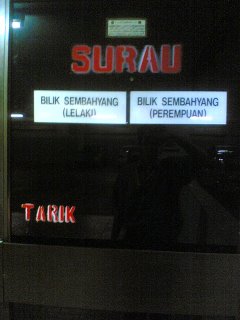 SURAU
BILIK SEMBAHYANG
(LELAKI)
BILIK SEMBAHYANG
(PEREMPUAN)
TARIK